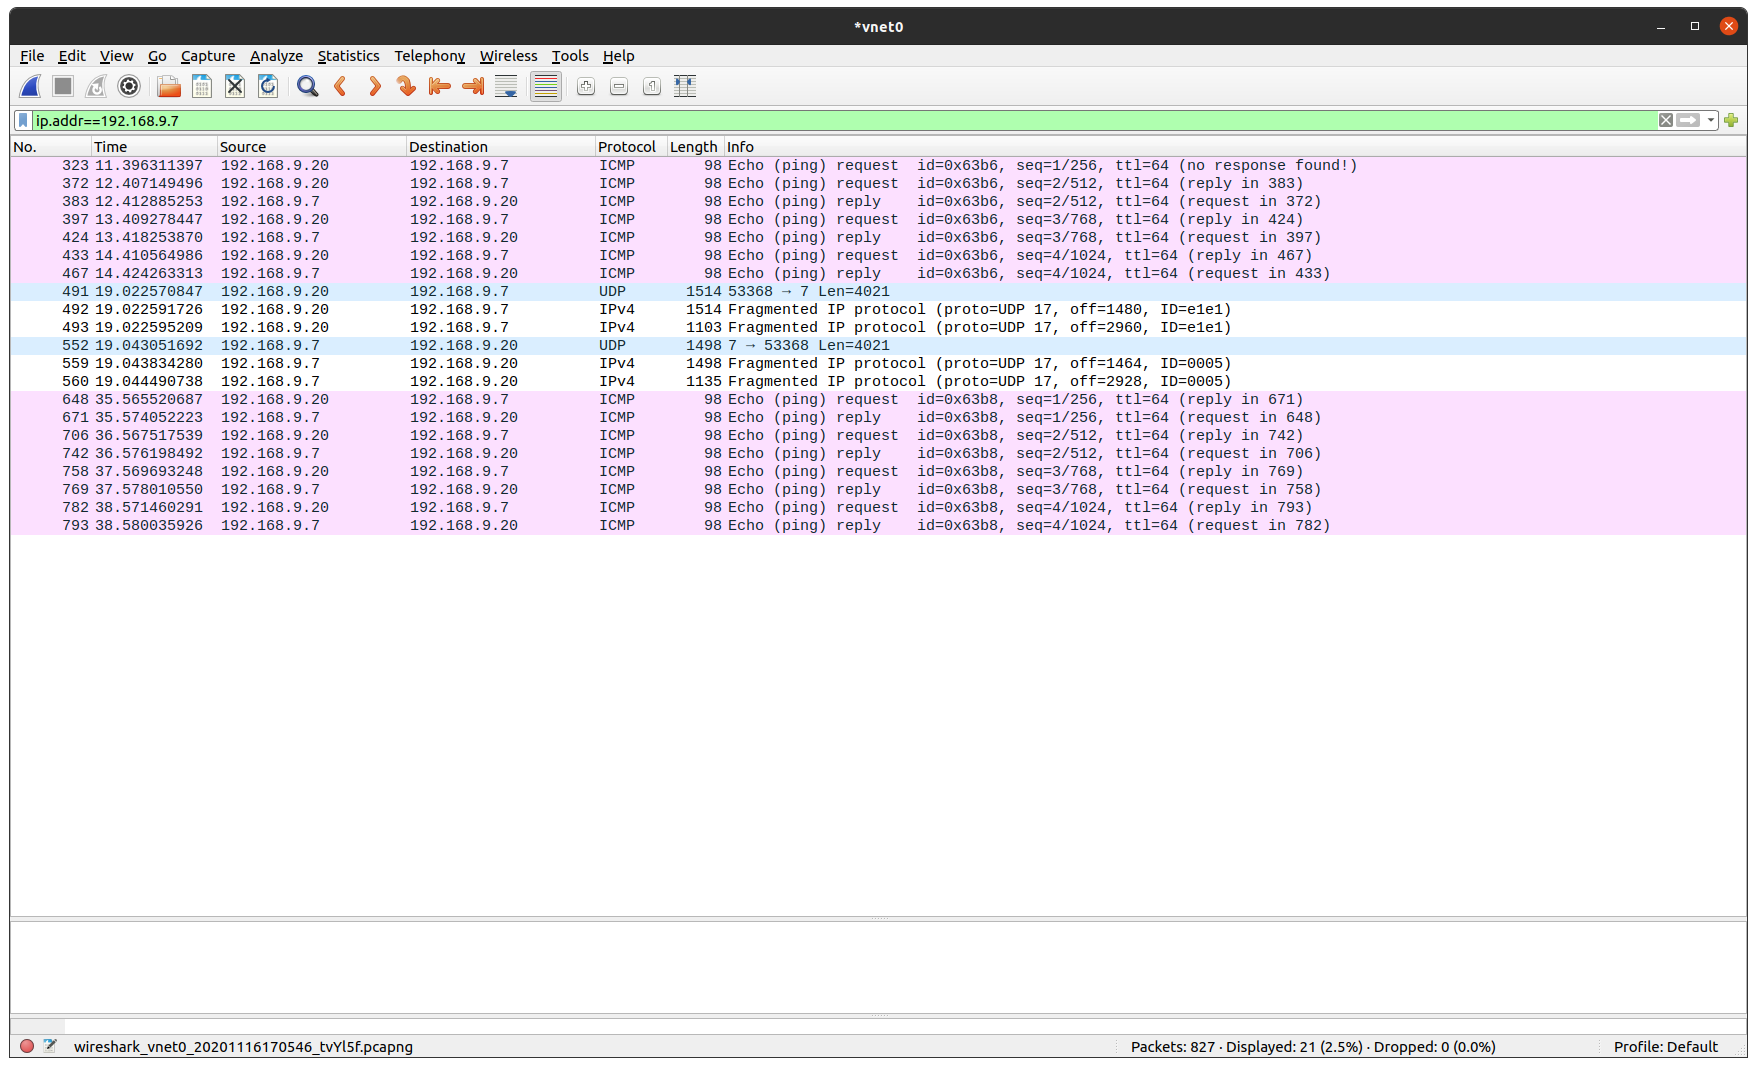 *vnet0
File Edit View Go Capture Analyze Statistics Telephony Wireless Tools Help
ip.addr==192.168.9.7
No. Time Source Destination Protocol Length Info
323 11.396311397 192.168.9.20 192.168.9.7 ICMP 98 Echo (ping) request id=0x63b6, seq=1/256, ttl=64 (no response found!)
372 12.407149496 192.168.9.20 192.168.9.7 ICMP 98 Echo (ping) request id=0x63b6, seq=2/512, ttl=64 (reply in 383)
383 12.412885253 192.168.9.7 192.168.9.20 ICMP 98 Echo (ping) reply id=0x63b6, seq=2/512, ttl=64 (request in 372)
397 13.409278447 192.168.9.20 192.168.9.7 ICMP 98 Echo (ping) request id=0x63b6, seq=3/768, ttl=64 (reply in 424)
424 13.418253870 192.168.9.7 192.168.9.20 ICMP 98 Echo (ping) reply id=0x63b6, seq=3/768, ttl=64 (request in 397)
433 14.410564986 192.168.9.20 192.168.9.7 ICMP 98 Echo (ping) request id=0x63b6, seq=4/1024, ttl=64 (reply in 467)
467 14.424263313 192.168.9.7 192.168.9.20 ICMP 98 Echo (ping) reply id=0x63b6, seq=4/1024, ttl=64 (request in 433)
491 19.022570847 192.168.9.20 192.168.9.7 UDP 1514 53368 → 7 Len=4021
492 19.022591726 192.168.9.20 192.168.9.7 IPv4 1514 Fragmented IP protocol (proto=UDP 17, off=1480, ID=e1e1)
493 19.022595209 192.168.9.20 192.168.9.7 IPv4 1103 Fragmented IP protocol (proto=UDP 17, off=2960, ID=e1e1)
552 19.043051692 192.168.9.7 192.168.9.20 UDP 1498 7 → 53368 Len=4021
559 19.043834280 192.168.9.7 192.168.9.20 IPv4 1498 Fragmented IP protocol (proto=UDP 17, off=1464, ID=0005)
560 19.044490738 192.168.9.7 192.168.9.20 IPv4 1135 Fragmented IP protocol (proto=UDP 17, off=2928, ID=0005)
648 35.565520687 192.168.9.20 192.168.9.7 ICMP 98 Echo (ping) request id=0x63b8, seq=1/256, ttl=64 (reply in 671)
671 35.574052223 192.168.9.7 192.168.9.20 ICMP 98 Echo (ping) reply id=0x63b8, seq=1/256, ttl=64 (request in 648)
706 36.567517539 192.168.9.20 192.168.9.7 ICMP 98 Echo (ping) request id=0x63b8, seq=2/512, ttl=64 (reply in 742)
742 36.576198492 192.168.9.7 192.168.9.20 ICMP 98 Echo (ping) reply id=0x63b8, seq=2/512, ttl=64 (request in 706)
758 37.569693248 192.168.9.20 192.168.9.7 ICMP 98 Echo (ping) request id=0x63b8, seq=3/768, ttl=64 (reply in 769)
769 37.578010550 192.168.9.7 192.168.9.20 ICMP 98 Echo (ping) reply id=0x63b8, seq=3/768, ttl=64 (request in 758)
782 38.571460291 192.168.9.20 192.168.9.7 ICMP 98 Echo (ping) request id=0x63b8, seq=4/1024, ttl=64 (reply in 793)
793 38.580035926 192.168.9.7 192.168.9.20 ICMP 98 Echo (ping) reply id=0x63b8, seq=4/1024, ttl=64 (request in 782)
wireshark_vnet0_20201116170546_tvYl5f.pcapng Packets: 827 · Displayed: 21 (2.5%) · Dropped: 0 (0.0%) Profile: Default